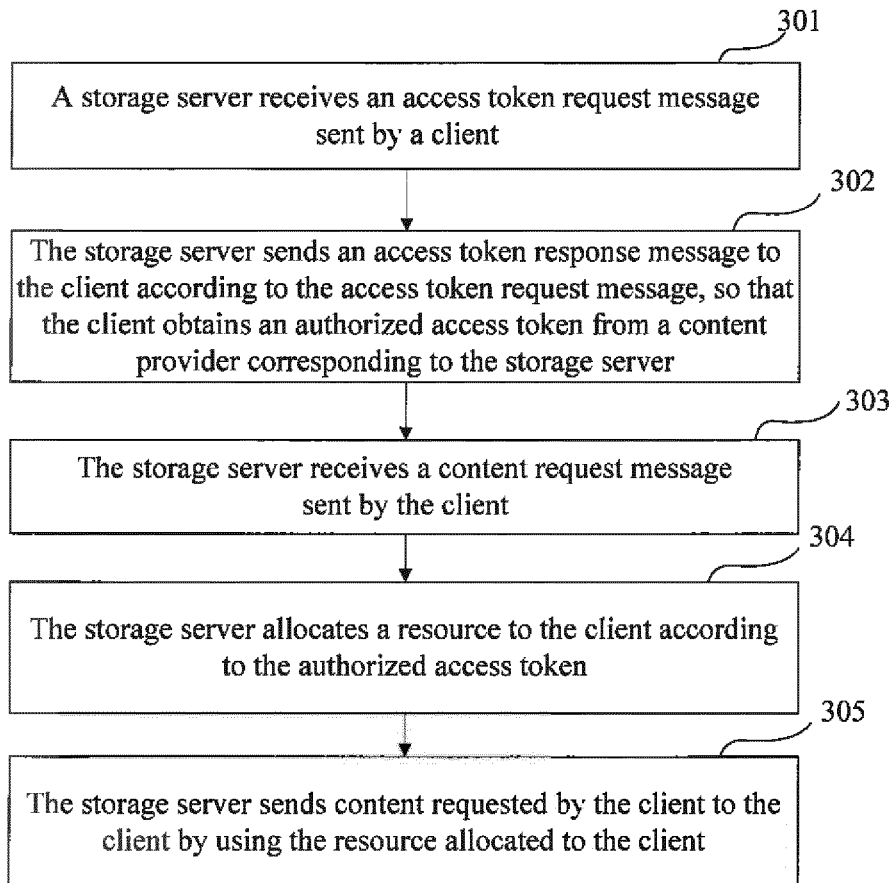 301
A storage server receives an access token request message
sent by a client
302
The storage server sends an access token response message to
the client according to the access token request message, so that
the client obtains an authorized access token from a content
provider corresponding to the storage server
303
The storage server receives a content request message
sent by the client
304
The storage server allocates a resource to the client according
to the authorized access token
305
The storage server sends content requested by the client to the
client by using the resource allocated to the client